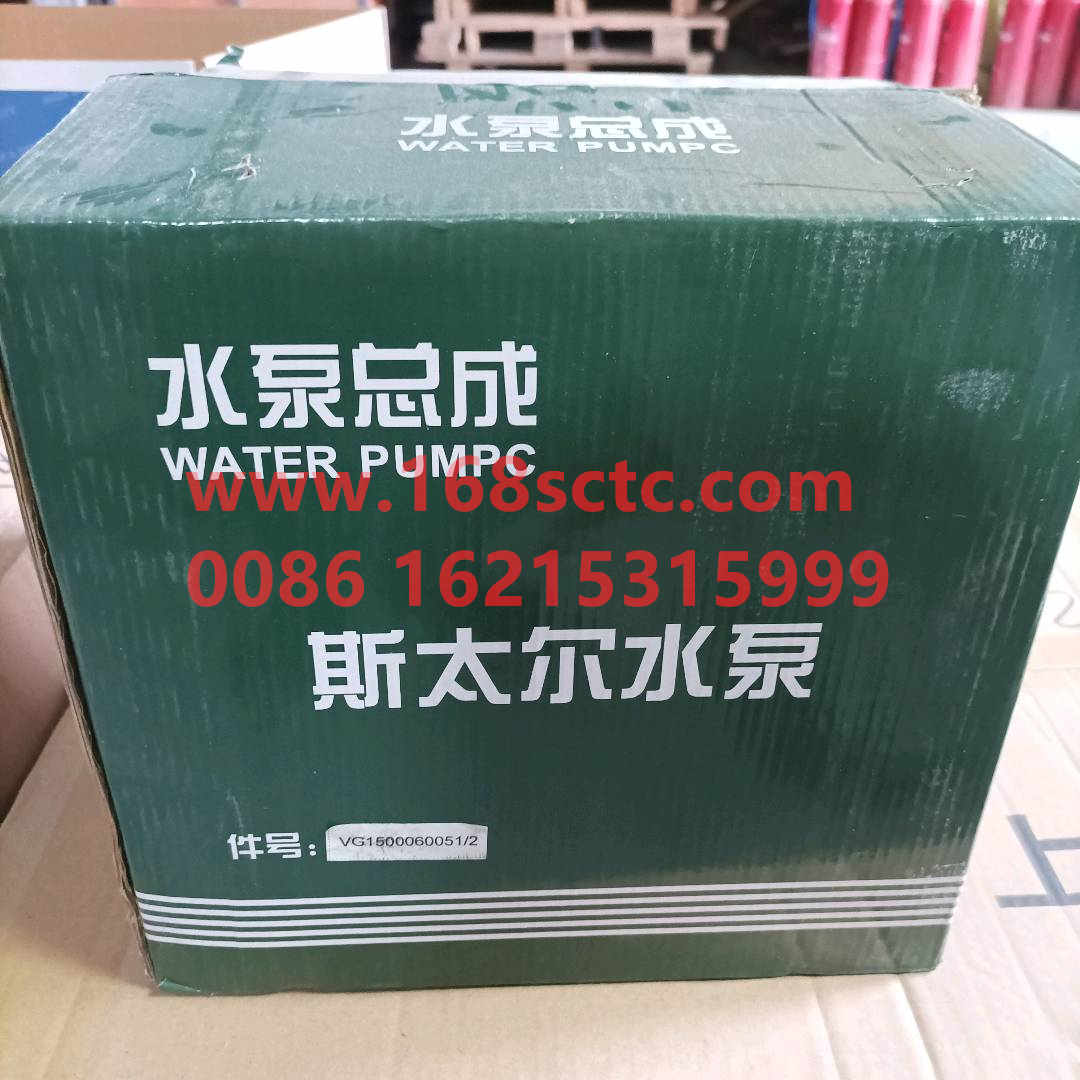 水泵总成
WATER PUMPC
水泵总成
WATER PUMPC
www.168sctc.com
0086 16215315999
斯太尔水泵
件号: VG1500060051/2